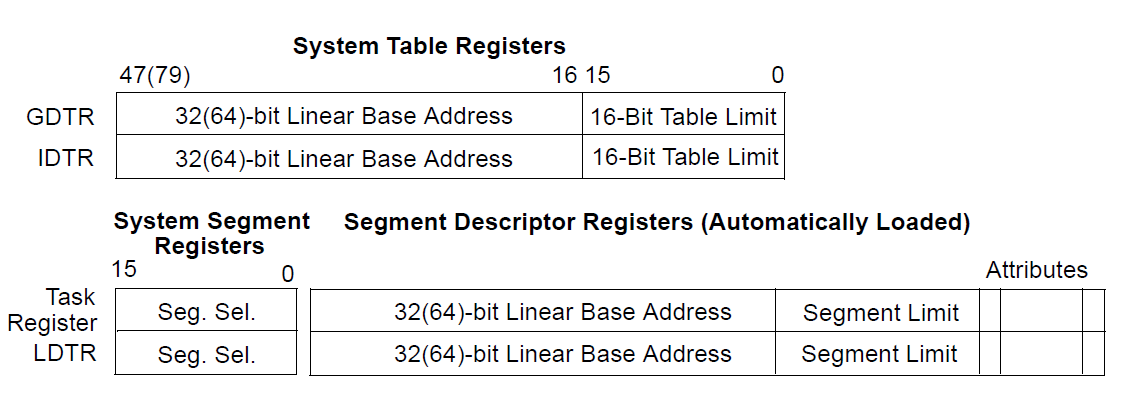 System Table Registers
47(79) 16 15 0
GDTR 32(64)-bit Linear Base Address 16-Bit Table Limit
IDTR 32(64)-bit Linear Base Address 16-Bit Table Limit
System Segment
Registers
Segment Descriptor Registers (Automatically Loaded)
15 0
Attributes
Task
Register
Seg. Sel. 32(64)-bit Linear Base Address Segment Limit
LDTR Seg. Sel. 32(64)-bit Linear Base Address Segment Limit